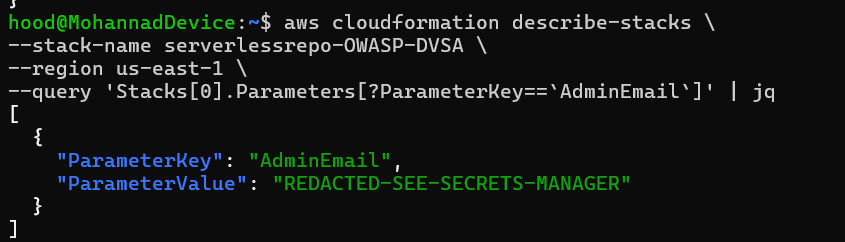 }
hood@MohannadDevice:~$ aws cloudformation describe-stacks \
--stack-name serverlessrepo-OWASP-DVSA \
--region us-east-1 \
--query 'Stacks[0].Parameters[?ParameterKey==`AdminEmail`]' | jq
[
  {
    "ParameterKey": "AdminEmail",
    "ParameterValue": "REDACTED-SEE-SECRETS-MANAGER"
  }
]